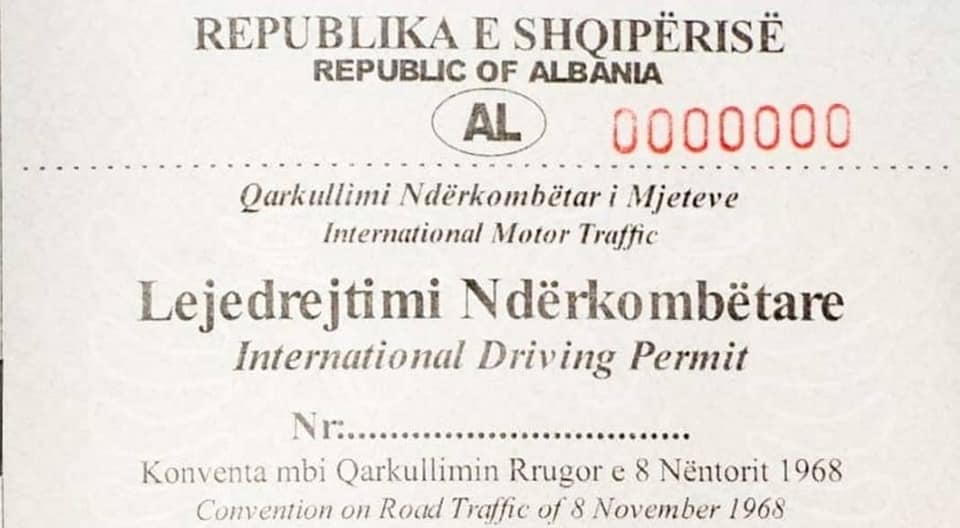 REPUBLIKA E SHQIPËRISË
REPUBLIC OF ALBANIA
AL 0000000
Qarkullimi Ndërkombëtar i Mjeteve
International Motor Traffic
Lejedrejtimi Ndërkombëtare
International Driving Permit
Nr:.................................
Konventa mbi Qarkullimin Rrugor e 8 Nëntorit 1968
Convention on Road Traffic of 8 November 1968